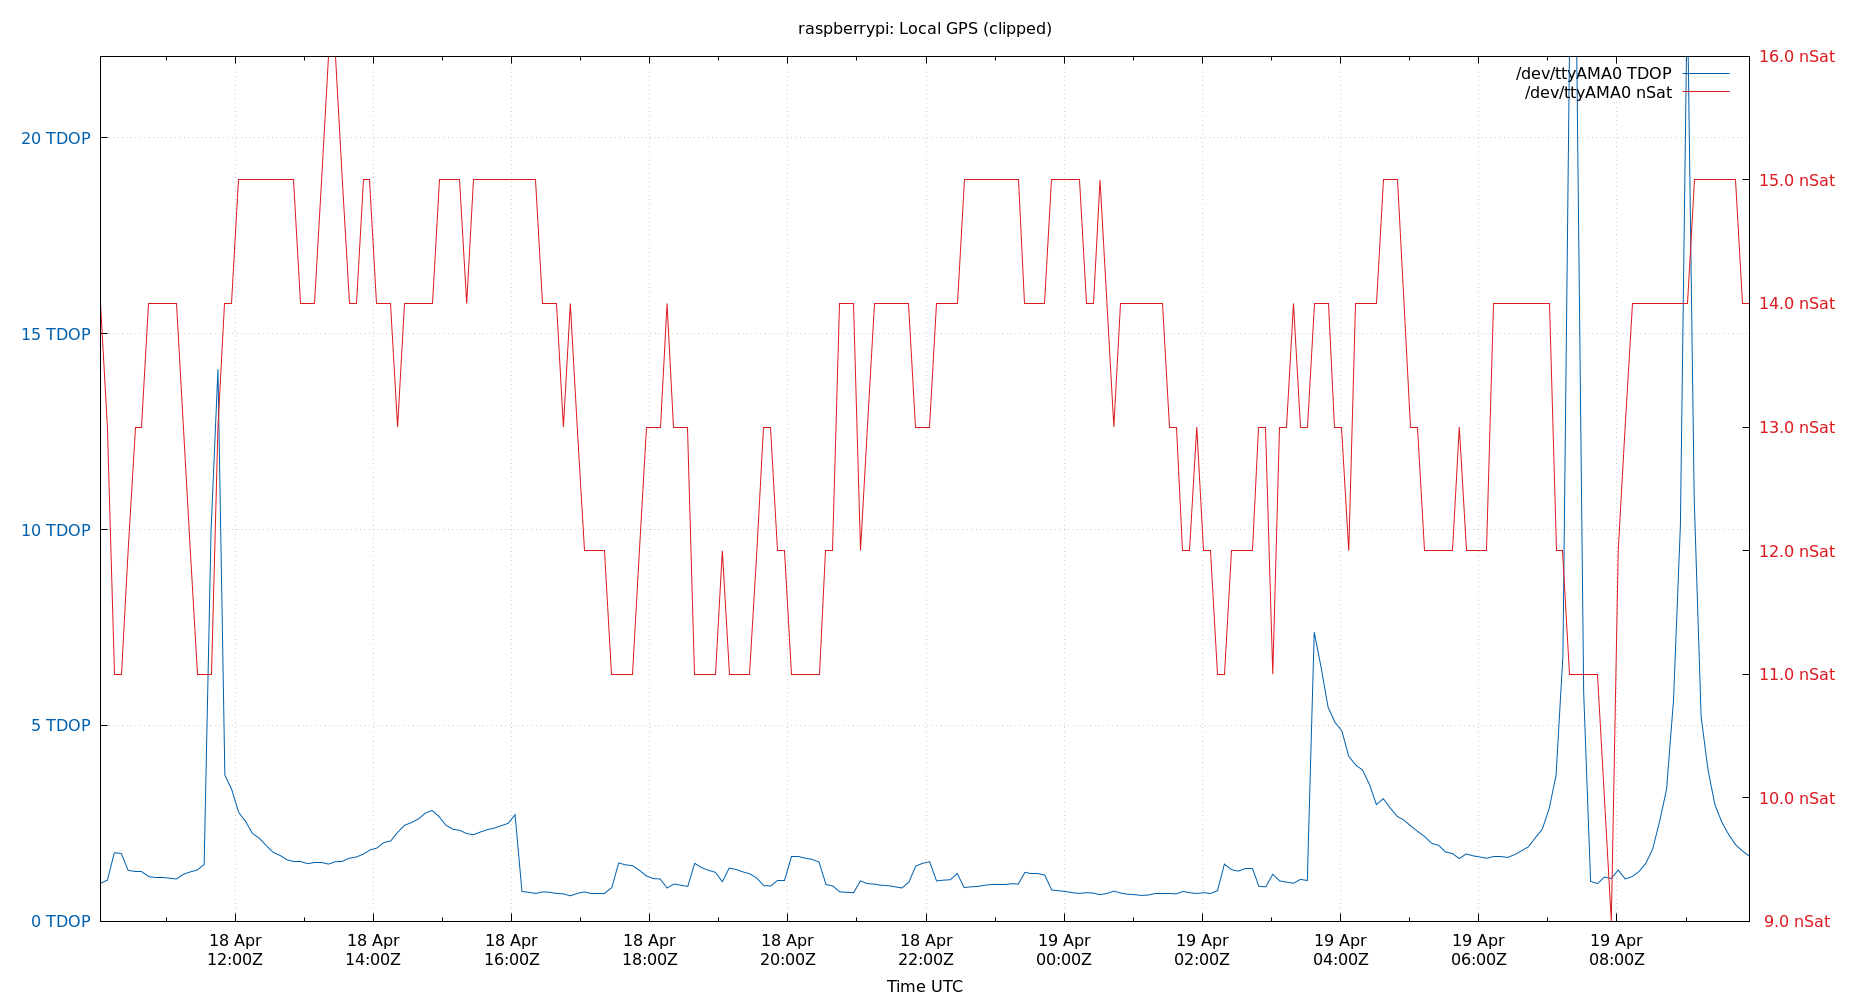 raspberrypi: Local GPS (clipped)
/dev/ttyAMA0 TDOP
/dev/ttyAMA0 nSat
20 TDOP
15 TDOP
10 TDOP
5 TDOP
0 TDOP
16.0 nSat
15.0 nSat
14.0 nSat
13.0 nSat
12.0 nSat
11.0 nSat
10.0 nSat
9.0 nSat
18 Apr
12:00Z
18 Apr
14:00Z
18 Apr
16:00Z
18 Apr
18:00Z
18 Apr
20:00Z
18 Apr
22:00Z
19 Apr
00:00Z
19 Apr
02:00Z
19 Apr
04:00Z
19 Apr
06:00Z
19 Apr
08:00Z
Time UTC